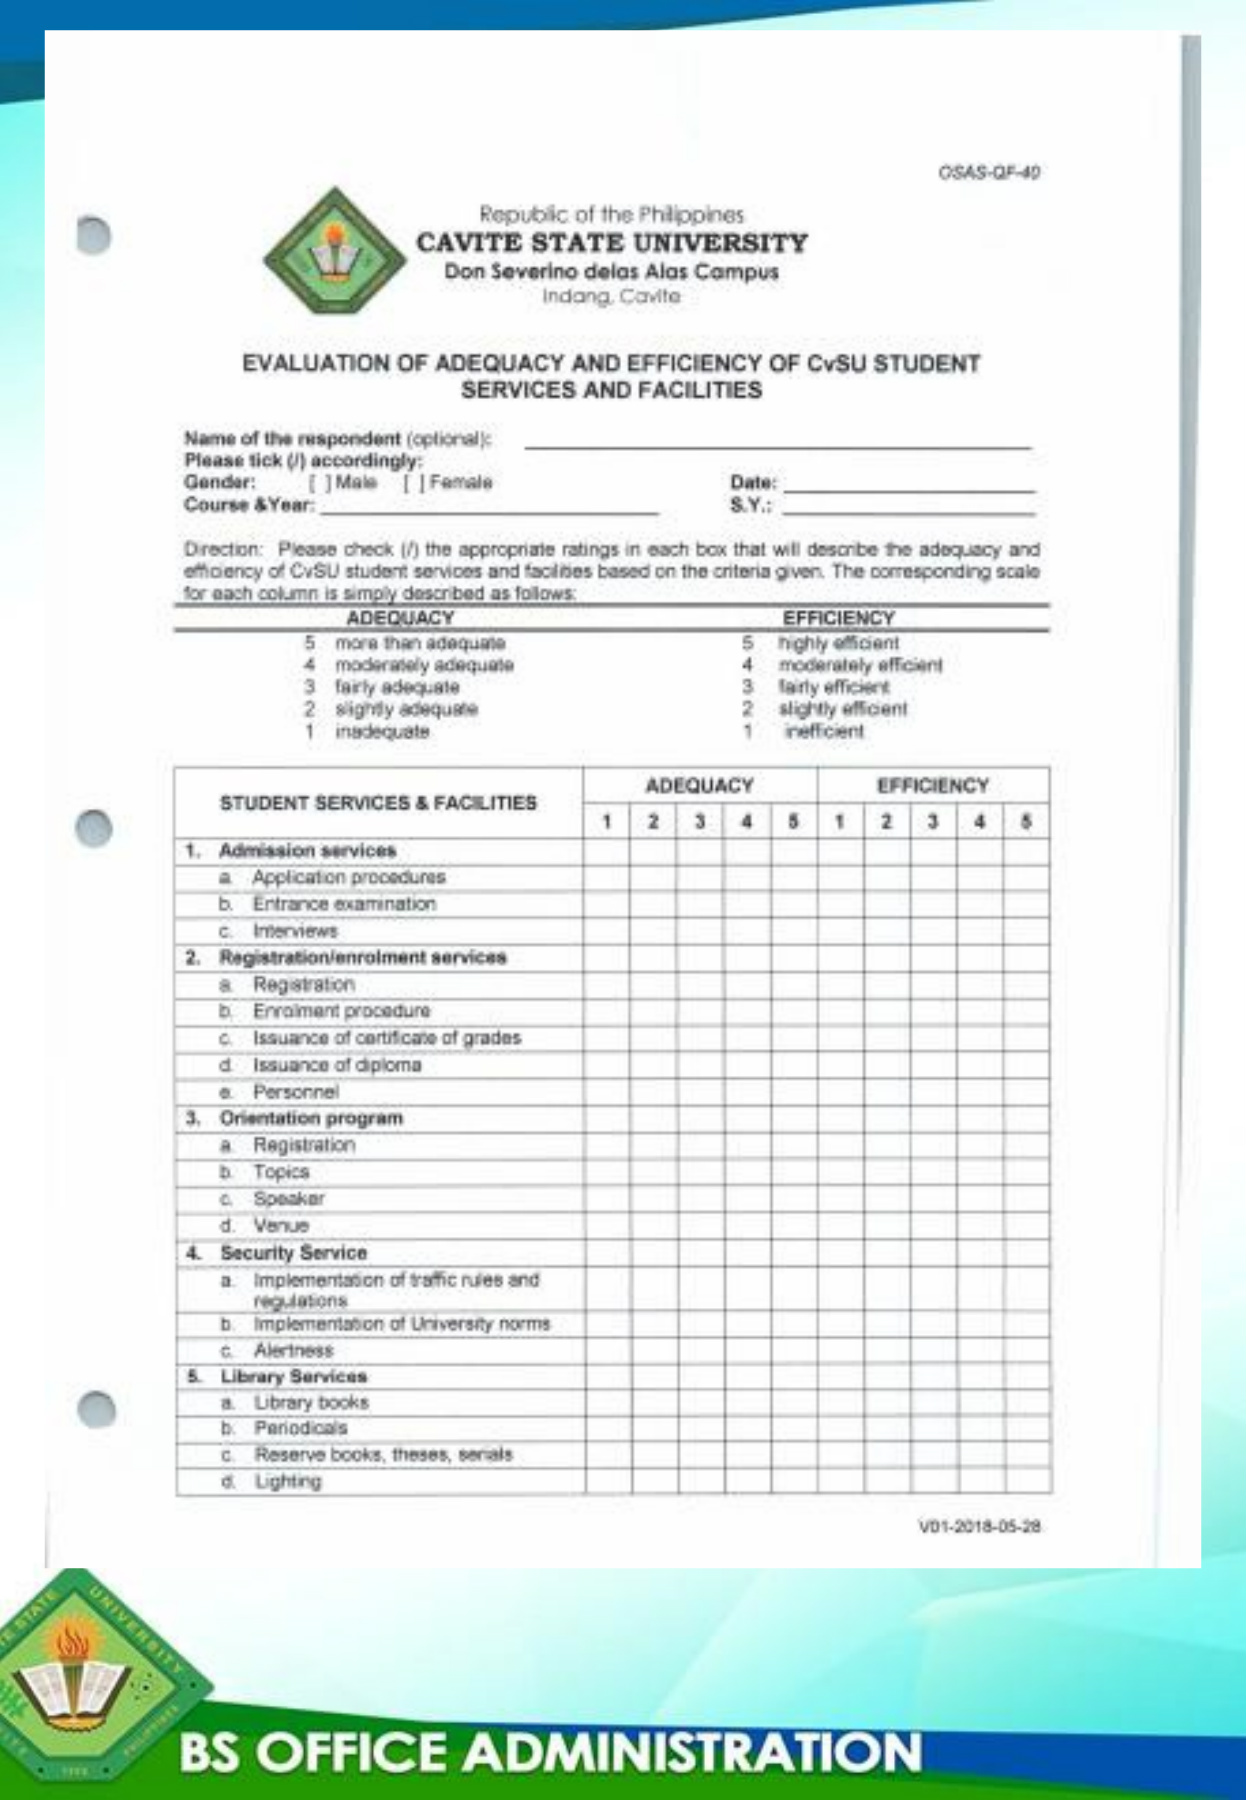 OSAS-QF-40
Republic of the Philippines
CAVITE STATE UNIVERSITY
Don Severino delas Alas Campus
Indang, Cavite
EVALUATION OF ADEQUACY AND EFFICIENCY OF CvSU STUDENT
SERVICES AND FACILITIES
Name of the respondent (optional):
Please tick (/) accordingly:
Gender: [ ] Male [ ] Female Date:
Course &Year: S.Y.:
Direction: Please check (/) the appropriate ratings in each box that will describe the adequacy and
efficiency of CvSU student services and facilities based on the criteria given. The corresponding scale
for each column is simply described as follows:
ADEQUACY EFFICIENCY
5 more than adequate 5 highly efficient
4 moderately adequate 4 moderately efficient
3 fairly adequate 3 fairly efficient
2 slightly adequate 2 slightly efficient
1 inadequate 1 inefficient
STUDENT SERVICES & FACILITIES ADEQUACY EFFICIENCY
1 2 3 4 5 1 2 3 4 5
1. Admission services
a. Application procedures
b. Entrance examination
c. Interviews
2. Registration/enrolment services
a. Registration
b. Enrolment procedure
c. Issuance of certificate of grades
d. Issuance of diploma
e. Personnel
3. Orientation program
a. Registration
b. Topics
c. Speaker
d. Venue
4. Security Service
a. Implementation of traffic rules and
regulations
b. Implementation of University norms
c. Alertness
5. Library Services
a. Library books
b. Periodicals
c. Reserve books, theses, serials
d. Lighting
V01-2018-05-28
STATE UNIVERSITY
PHILIPPINES
BS OFFICE ADMINISTRATION